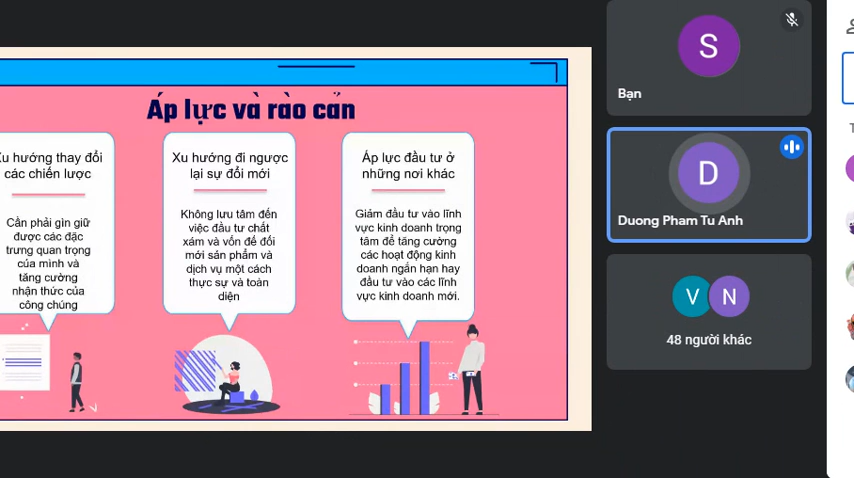 Áp lực và rào cản
Xu hướng thay đổi
các chiến lược
Cần phải gìn giữ
được các đặc
trưng quan trọng
của mình và
tăng cường
nhận thức của
công chúng
Xu hướng đi ngược
lại sự đổi mới
Không lưu tâm đến
việc đầu tư chất
xám và vốn để đổi
mới sản phẩm và
dịch vụ một cách
thực sự và toàn
diện
Áp lực đầu tư ở
những nơi khác
Giảm đầu tư vào lĩnh
vực kinh doanh trọng
tâm để tăng cường
các hoạt động kinh
doanh ngắn hạn hay
đầu tư vào các lĩnh
vực kinh doanh mới.
S
Bạn
D
Duong Pham Tu Anh
V N
48 người khác